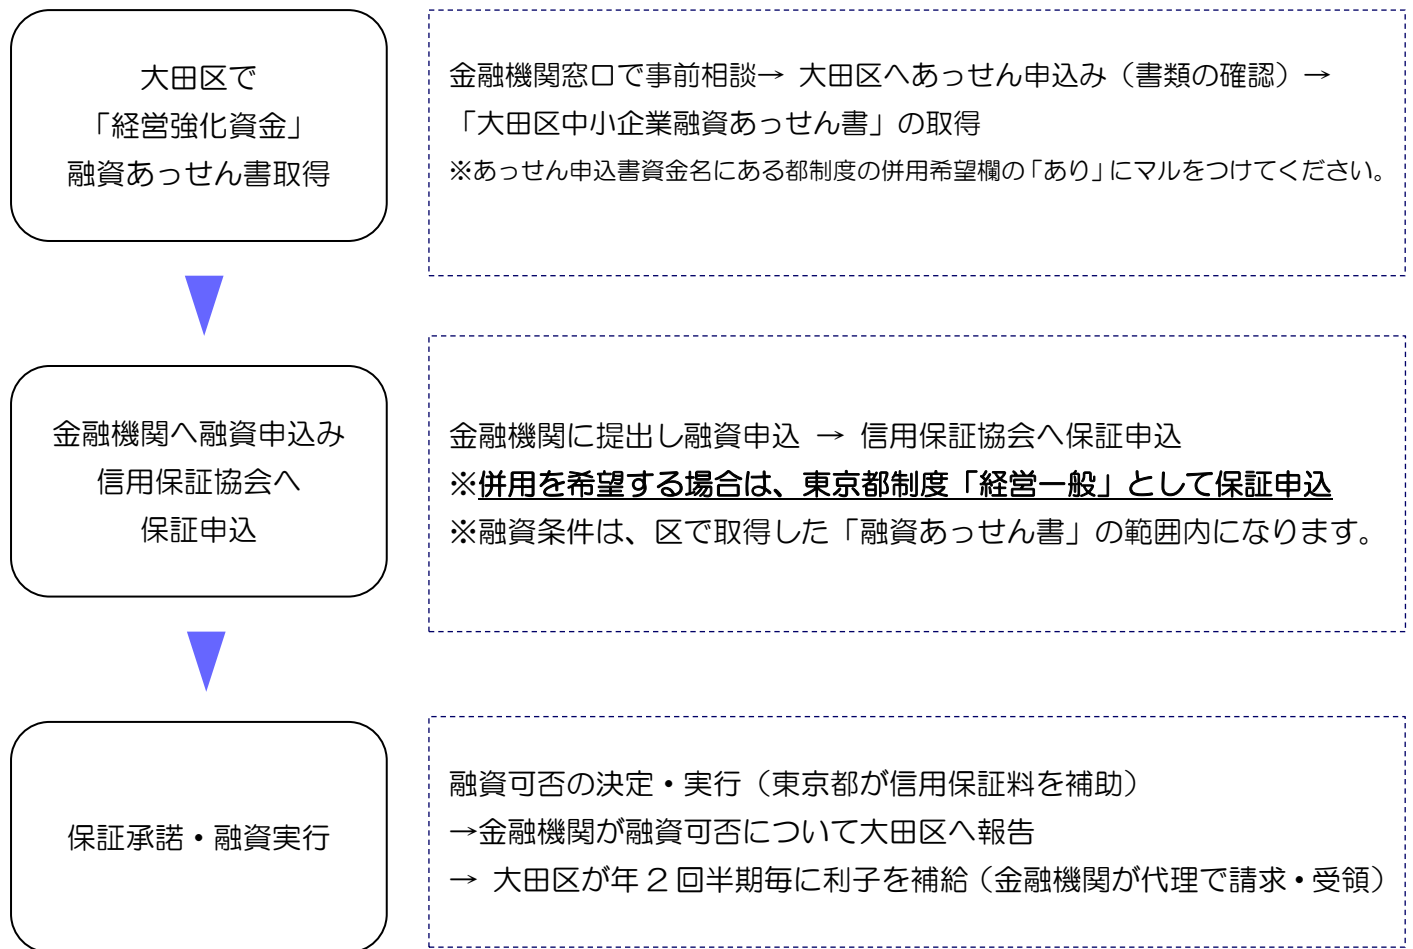 大田区で
「経営強化資金」
融資あっせん書取得
金融機関窓口で事前相談→ 大田区へあっせん申込み（書類の確認）→
「大田区中小企業融資あっせん書」の取得
※あっせん申込書資金名にある都制度の併用希望欄の「あり」にマルをつけてください。
金融機関へ融資申込み
信用保証協会へ
保証申込
金融機関に提出し融資申込 → 信用保証協会へ保証申込
※併用を希望する場合は、東京都制度「経営一般」として保証申込
※融資条件は、区で取得した「融資あっせん書」の範囲内になります。
保証承諾・融資実行
融資可否の決定・実行（東京都が信用保証料を補助）
→金融機関が融資可否について大田区へ報告
→ 大田区が年２回半期毎に利子を補給（金融機関が代理で請求・受領）